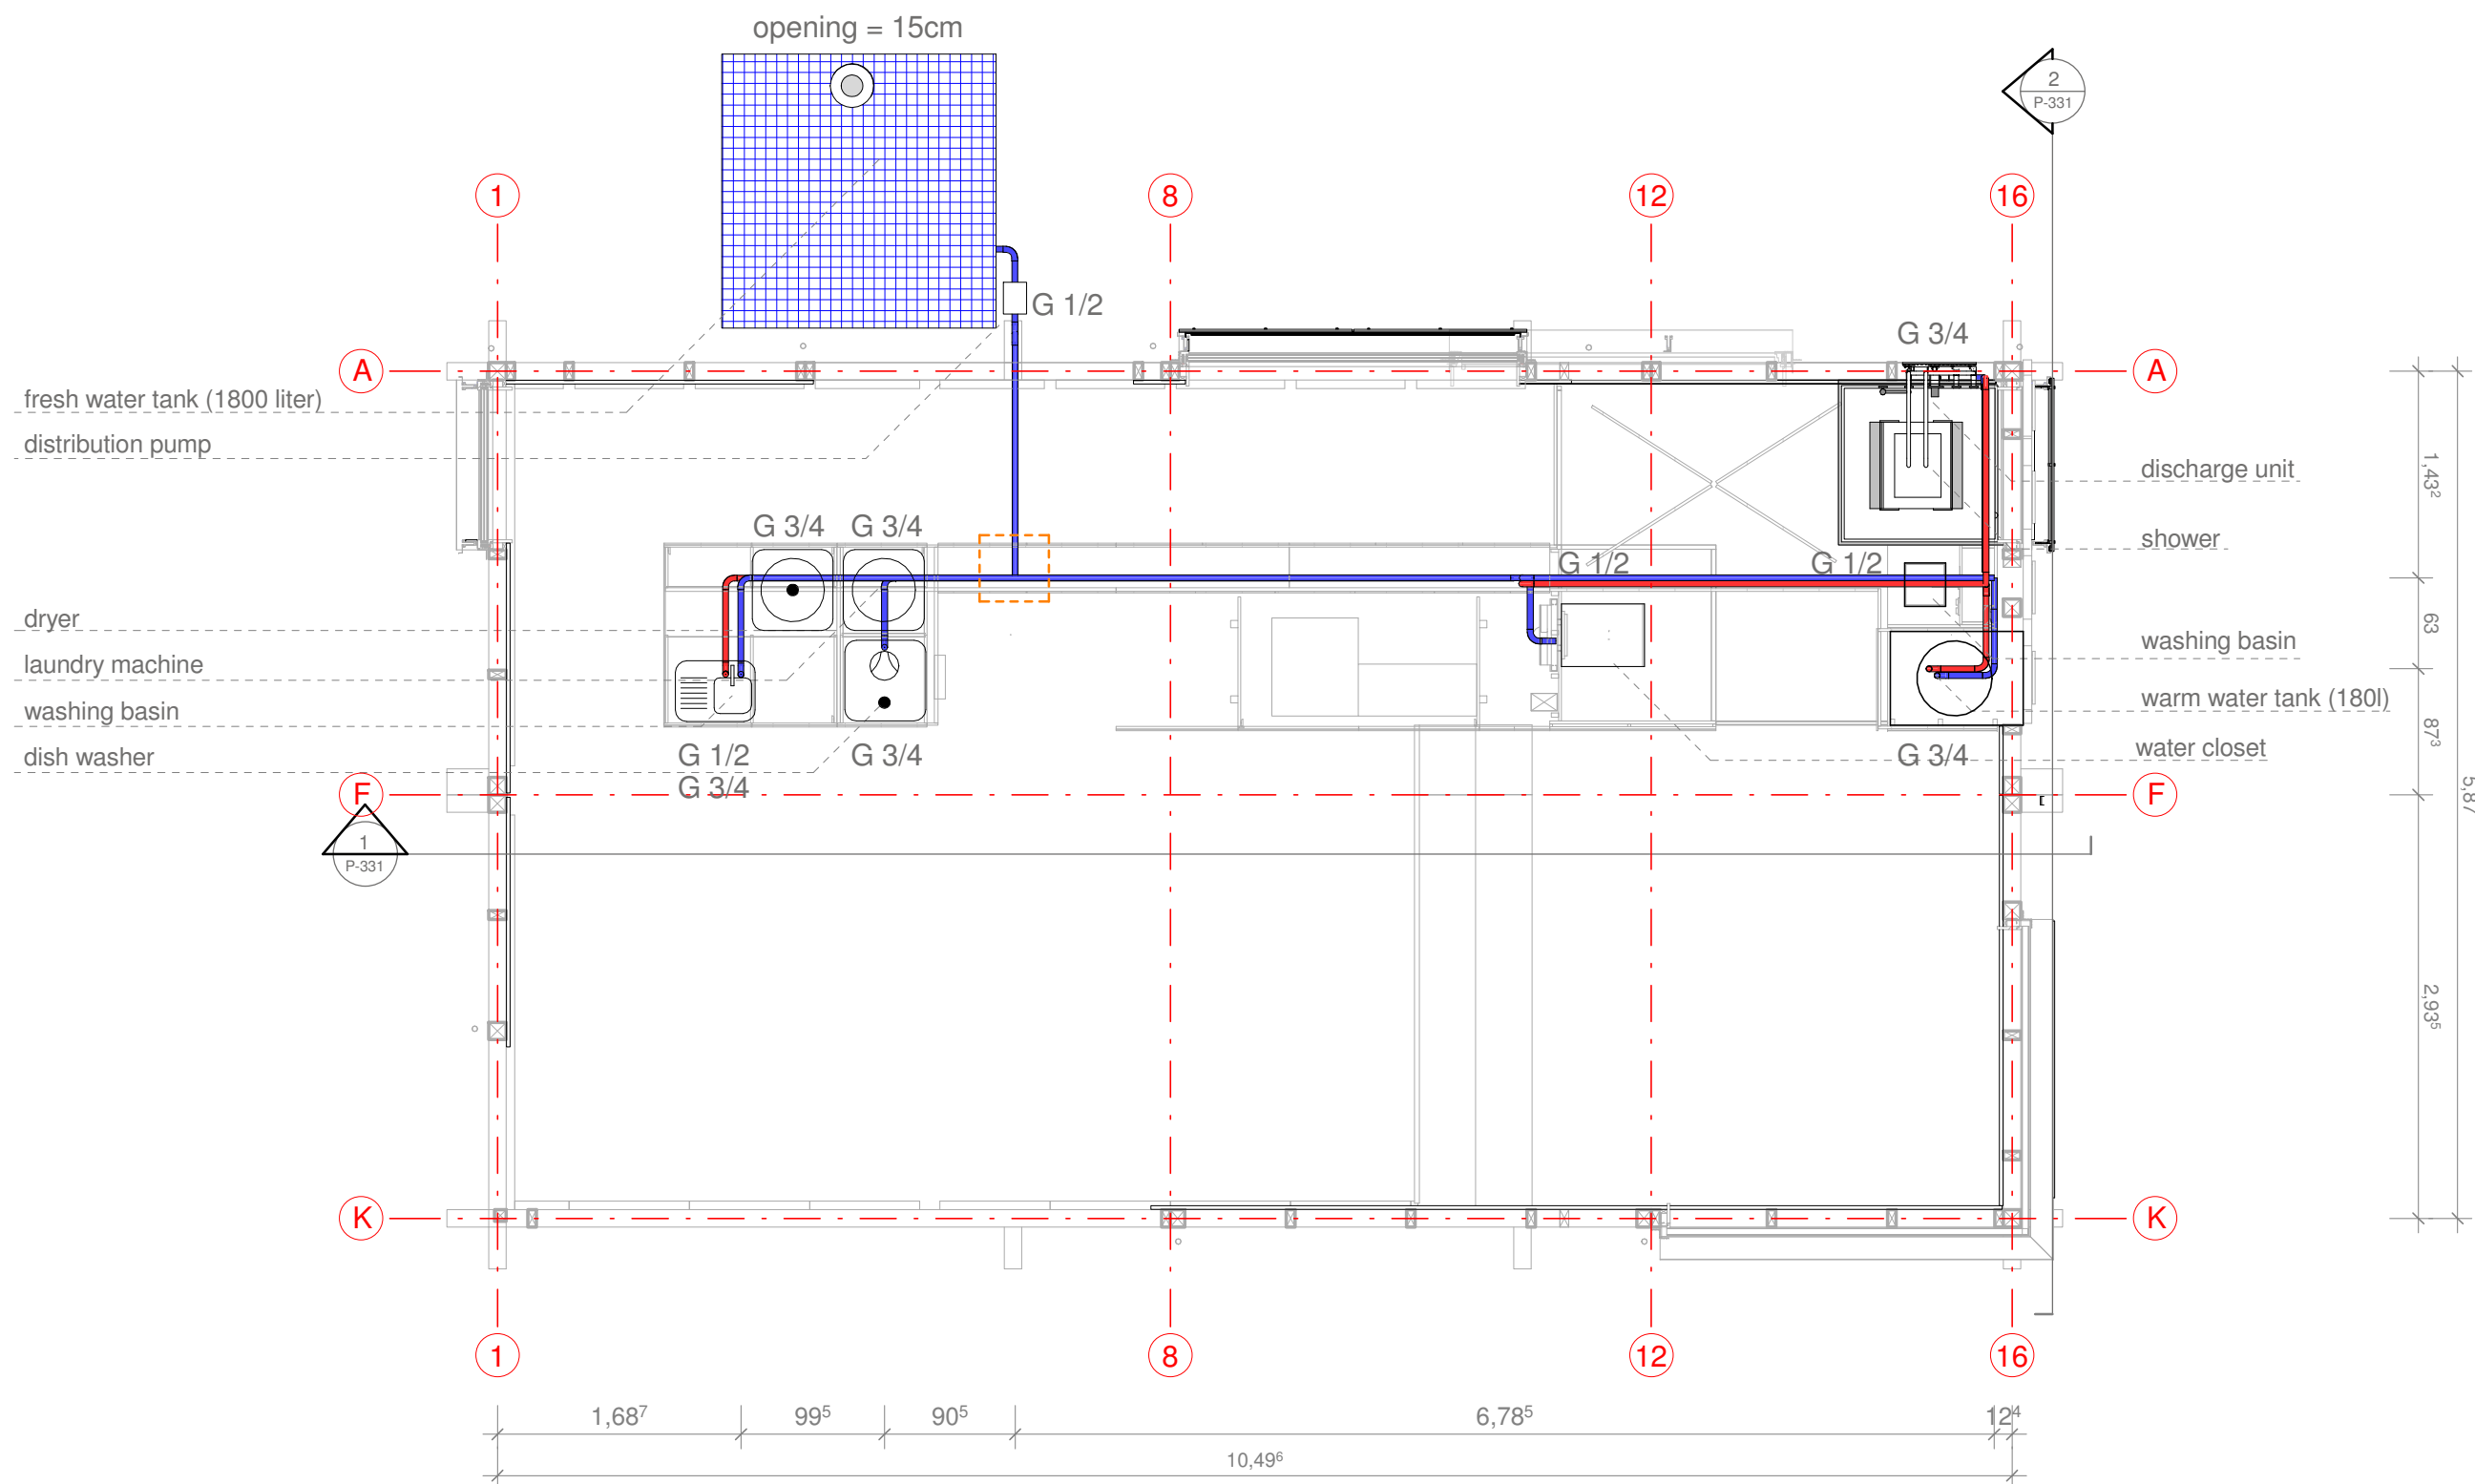 opening = 15cm
2
P-331
1
8
12
16
G 1/2
G 3/4
A
A
fresh water tank (1800 liter)
distribution pump
discharge unit
1,43²
shower
G 3/4
G 3/4
G 1/2
G 1/2
dryer
63
laundry machine
washing basin
washing basin
warm water tank (180l)
dish washer
G 1/2
G 3/4
G 3/4
G 3/4
water closet
87³
5,87
F
F
1
P-331
2,93⁵
K
K
1
8
12
16
1,68⁷
99⁵
90⁵
6,78⁵
12⁴
10,49⁶